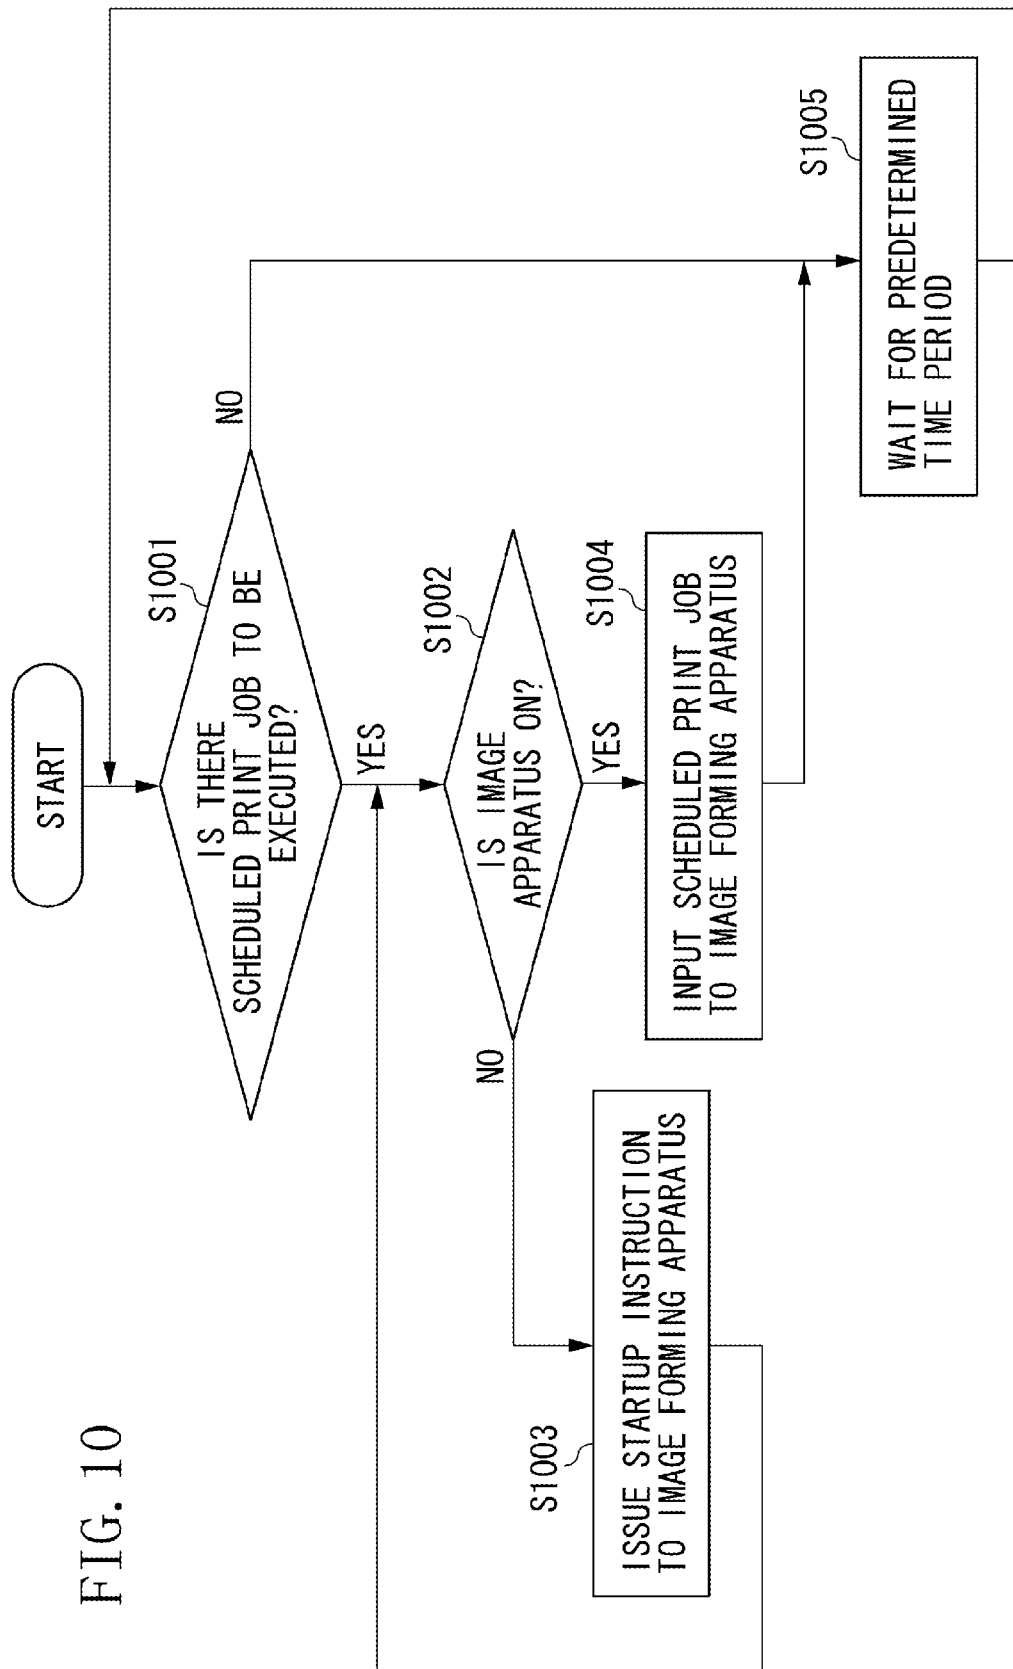 FIG. 10
START
S1001
IS THERE
SCHEDULED PRINT JOB TO BE
EXECUTED?
NO
YES
S1002
IS IMAGE
APPARATUS ON?
NO
YES
S1003
ISSUE STARTUP INSTRUCTION
TO IMAGE FORMING APPARATUS
S1004
INPUT SCHEDULED PRINT JOB
TO IMAGE FORMING APPARATUS
S1005
WAIT FOR PREDETERMINED
TIME PERIOD